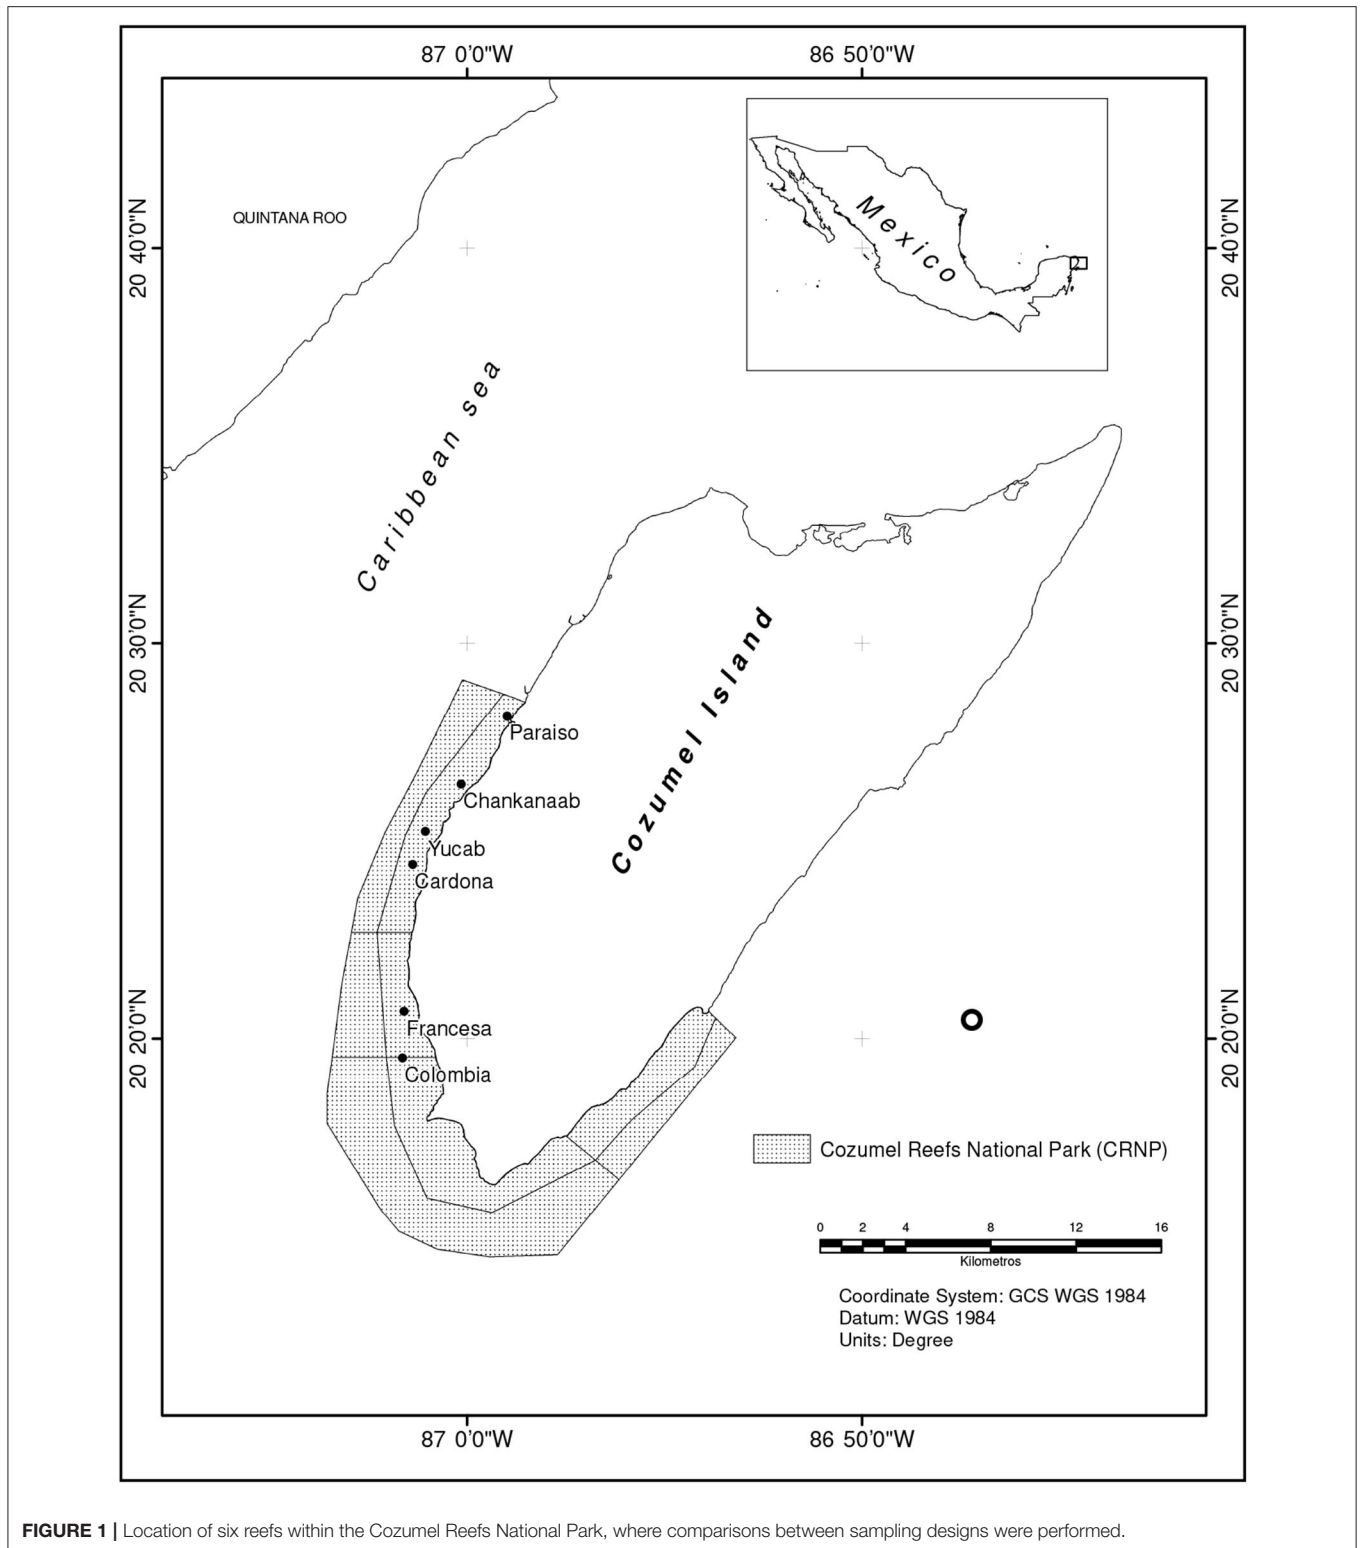 87 0'0"W 86 50'0"W
QUINTANA ROO
Mexico
20 40'0"N 20 40'0"N
Caribbean sea
20 30'0"N 20 30'0"N
Cozumel Island
Paraiso
Chankanaab
Yucab
Cardona
20 20'0"N 20 20'0"N
Francesa
Colombia
Cozumel Reefs National Park (CRNP)
0 2 4 8 12 16
Kilometros
Coordinate System: GCS WGS 1984
Datum: WGS 1984
Units: Degree
87 0'0"W 86 50'0"W
FIGURE 1 | Location of six reefs within the Cozumel Reefs National Park, where comparisons between sampling designs were performed.